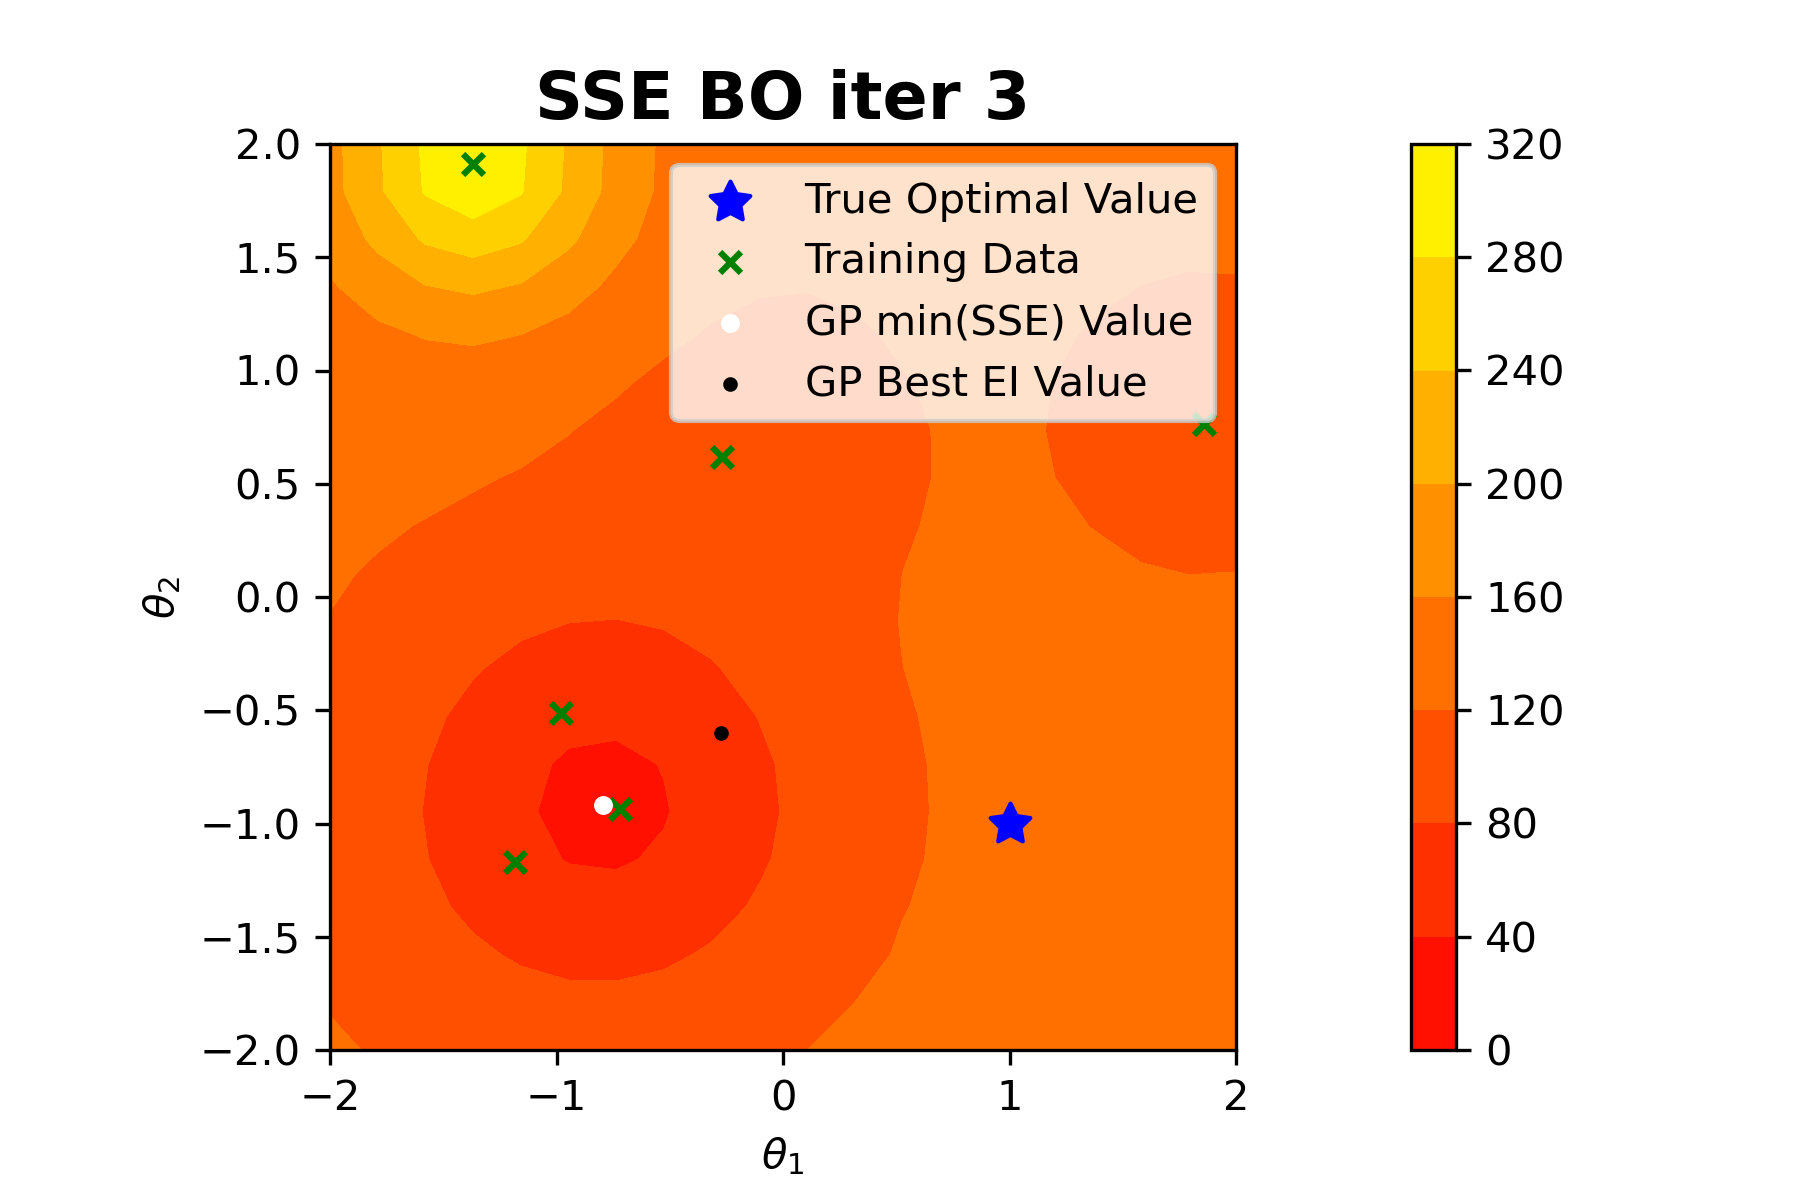 SSE BO iter 3
True Optimal Value
Training Data
GP min(SSE) Value
GP Best EI Value
2.0
1.5
1.0
0.5
0.0
−0.5
−1.0
−1.5
−2.0
θ₂
−2 −1 0 1 2
θ₁
320
280
240
200
160
120
80
40
0